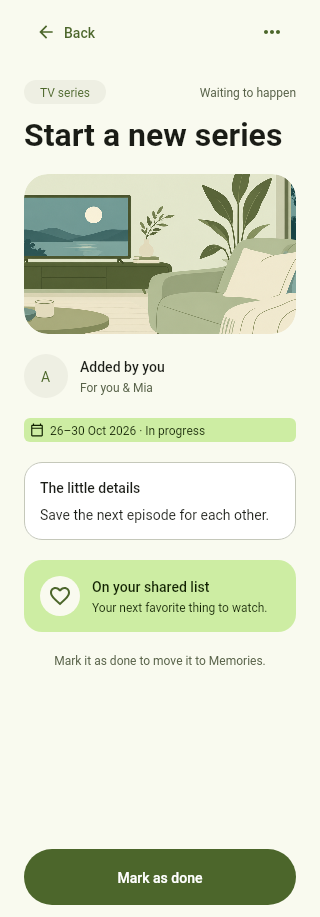 Back
TV series
Waiting to happen
Start a new series
A
Added by you
For you & Mia
26–30 Oct 2026 · In progress
The little details
Save the next episode for each other.
On your shared list
Your next favorite thing to watch.
Mark it as done to move it to Memories.
Mark as done